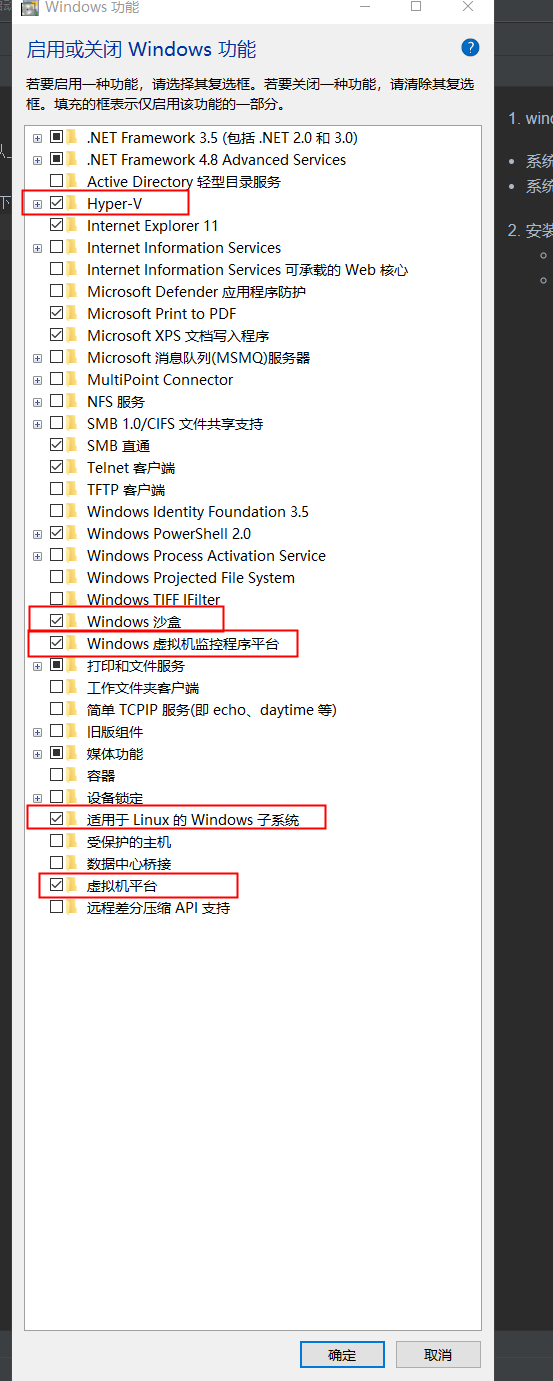 Windows 功能
启用或关闭 Windows 功能
若要启用一种功能，请选择其复选框。若要关闭一种功能，请清除其复选
框。填充的框表示仅启用该功能的一部分。
.NET Framework 3.5 (包括 .NET 2.0 和 3.0)
.NET Framework 4.8 Advanced Services
Active Directory 轻型目录服务
Hyper-V
Internet Explorer 11
Internet Information Services
Internet Information Services 可承载的 Web 核心
Microsoft Defender 应用程序防护
Microsoft Print to PDF
Microsoft XPS 文档写入程序
Microsoft 消息队列(MSMQ)服务器
MultiPoint Connector
NFS 服务
SMB 1.0/CIFS 文件共享支持
SMB 直通
Telnet 客户端
TFTP 客户端
Windows Identity Foundation 3.5
Windows PowerShell 2.0
Windows Process Activation Service
Windows Projected File System
Windows TIFF IFilter
Windows 沙盒
Windows 虚拟机监控程序平台
打印和文件服务
工作文件夹客户端
简单 TCPIP 服务(即 echo、daytime 等)
旧版组件
媒体功能
容器
设备锁定
适用于 Linux 的 Windows 子系统
受保护的主机
数据中心桥接
虚拟机平台
远程差分压缩 API 支持
确定
取消
1. wind
系统
系统
2. 安装
下